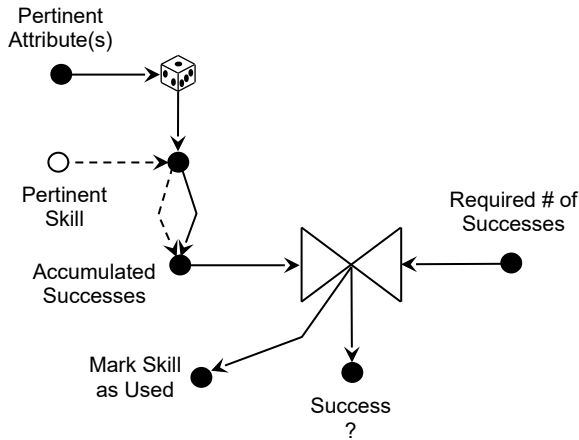 Pertinent
Attribute(s)
Pertinent
Skill
Required # of
Successes
Accumulated
Successes
Mark Skill
as Used
Success
?